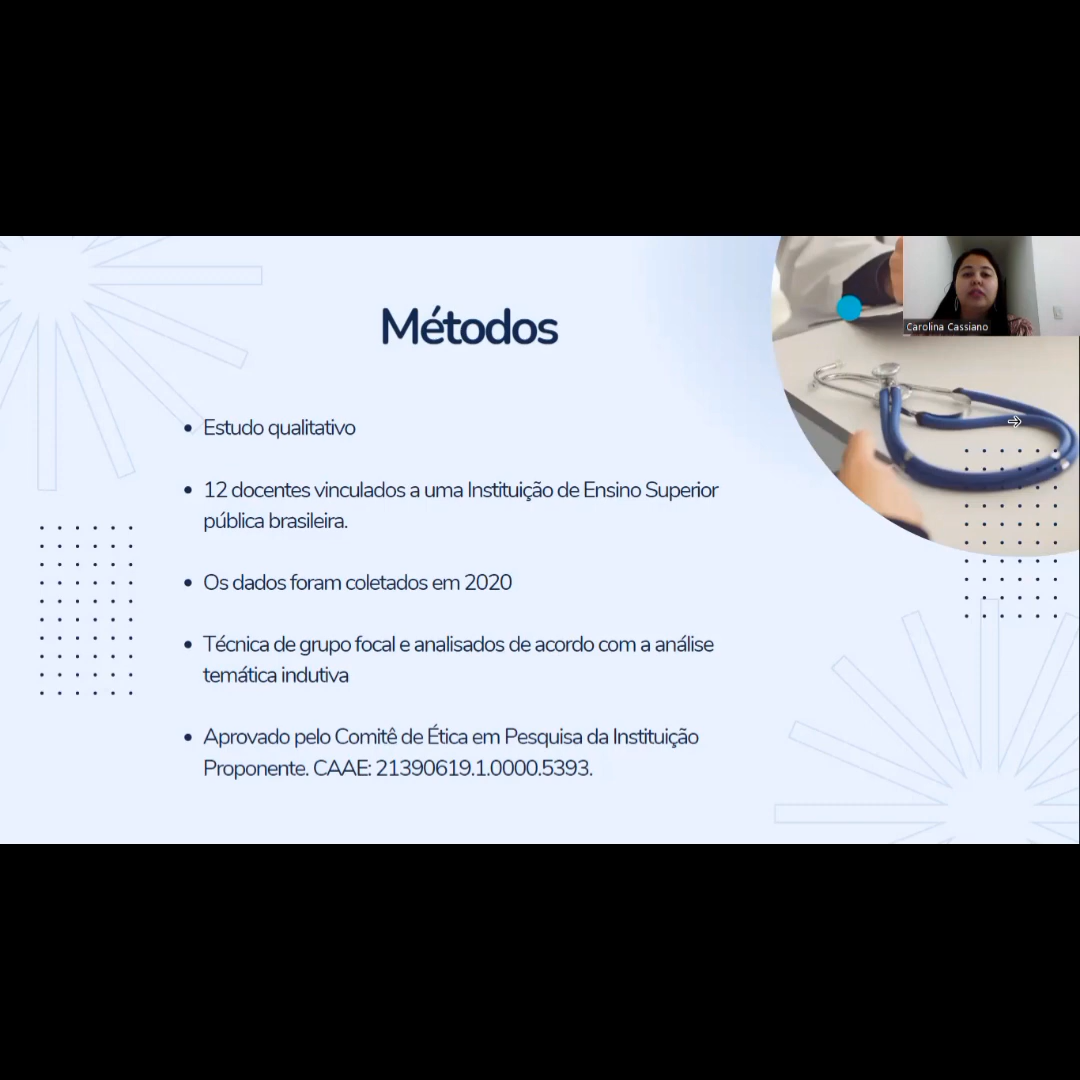 Métodos
Carolina Cassiano
• Estudo qualitativo
• 12 docentes vinculados a uma Instituição de Ensino Superior
pública brasileira.
• Os dados foram coletados em 2020
• Técnica de grupo focal e analisados de acordo com a análise
temática indutiva
• Aprovado pelo Comitê de Ética em Pesquisa da Instituição
Proponente. CAAE: 21390619.1.0000.5393.